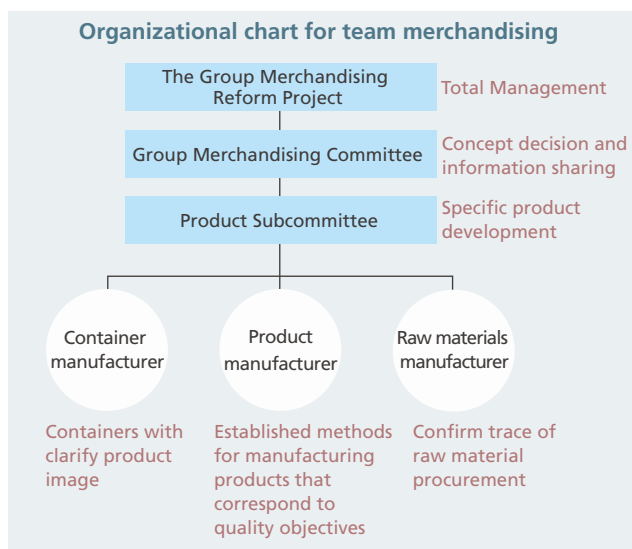 Organizational chart for team merchandising
The Group Merchandising
Reform Project
Total Management
Group Merchandising Committee
Concept decision and
information sharing
Product Subcommittee
Specific product
development
Container
manufacturer
Product
manufacturer
Raw materials
manufacturer
Containers with
clarify product
image
Established methods
for manufacturing
products that
correspond to
quality objectives
Confirm trace of
raw material
procurement